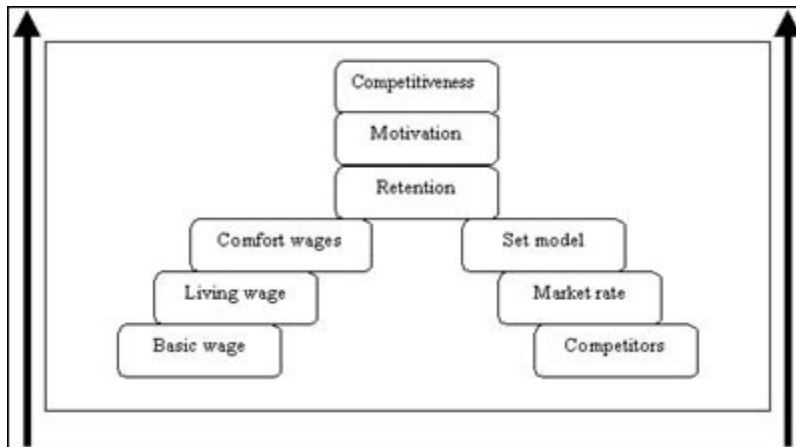 Competitiveness
Motivation
Retention
Comfort wages
Set model
Living wage
Market rate
Basic wage
Competitors